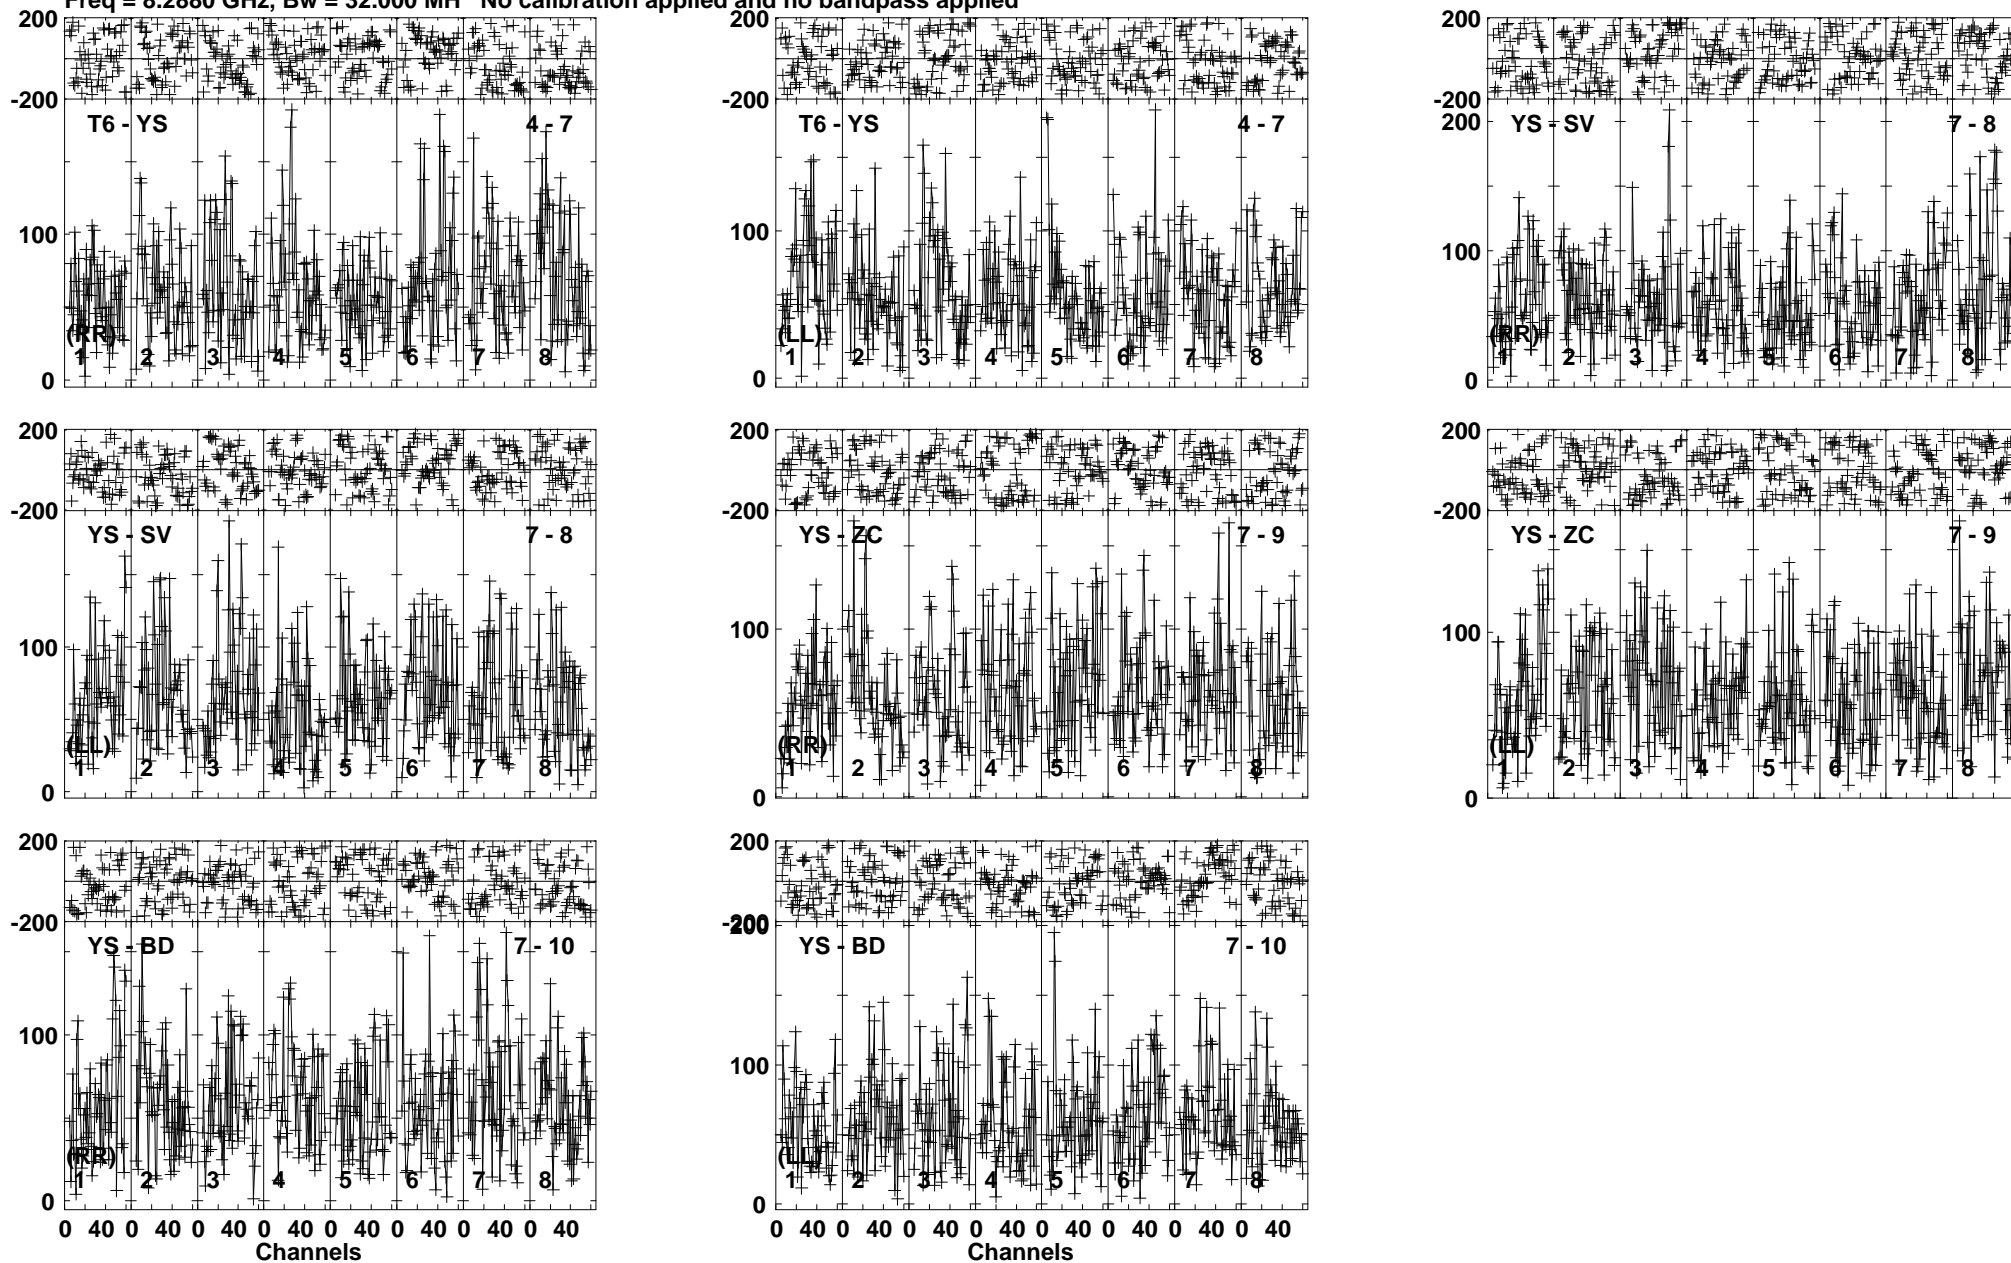 Freq = 8.2880 GHz, Bw = 32.000 MH No calibration applied and no bandpass applied
200
-200
T6 - YS 4 - 7
100
(RR)
1 2 3 4 5 6 7 8
0
200
-200
T6 - YS 4 - 7
100
(LL)
1 2 3 4 5 6 7 8
0
200
-200
200
YS - SV 7 - 8
100
(RR)
1 2 3 4 5 6 7 8
0
200
-200
YS - SV 7 - 8
100
(LL)
1 2 3 4 5 6 7 8
0
200
-200
YS - ZC 7 - 9
100
(RR)
1 2 3 4 5 6 7 8
0
200
-200
YS - ZC 7 - 9
100
(LL)
1 2 3 4 5 6 7 8
0
200
-200
YS - BD 7 - 10
100
(RR)
1 2 3 4 5 6 7 8
0
0 40 0 40 0 40 0 40 0 40 0 40 0 40 0 40
Channels
200
-200
200
YS - BD 7 - 10
100
(LL)
1 2 3 4 5 6 7 8
0
0 40 0 40 0 40 0 40 0 40 0 40 0 40 0 40
Channels